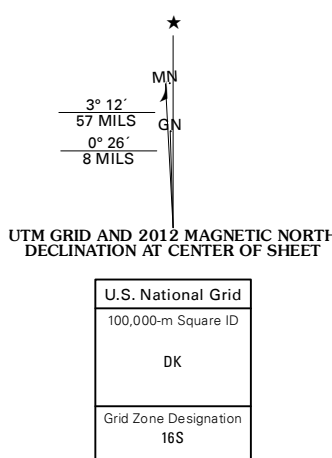 ★
MN
3° 12´
57 MILS
GN
0° 26´
8 MILS
UTM GRID AND 2012 MAGNETIC NORTH
DECLINATION AT CENTER OF SHEET
U.S. National Grid
100,000-m Square ID
DK
Grid Zone Designation
16S